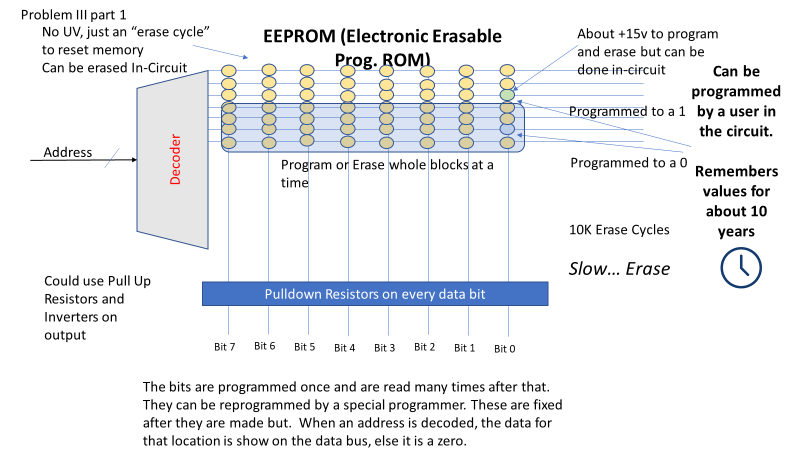 Problem III part 1
No UV, just an “erase cycle”
to reset memory
Can be erased In-Circuit
EEPROM (Electronic Erasable
Prog. ROM)
About +15v to program
and erase but can be
done in-circuit
Can be
programmed
by a user in
the circuit.
Programmed to a 1
Decoder
Address
Program or Erase whole blocks at a
time
Programmed to a 0
Remembers
values for
about 10
years
10K Erase Cycles
Slow... Erase
Could use Pull Up
Resistors and
Inverters on
output
Pulldown Resistors on every data bit
Bit 7 Bit 6 Bit 5 Bit 4 Bit 3 Bit 2 Bit 1 Bit 0
The bits are programmed once and are read many times after that.
They can be reprogrammed by a special programmer. These are fixed
after they are made but.  When an address is decoded, the data for
that location is show on the data bus, else it is a zero.